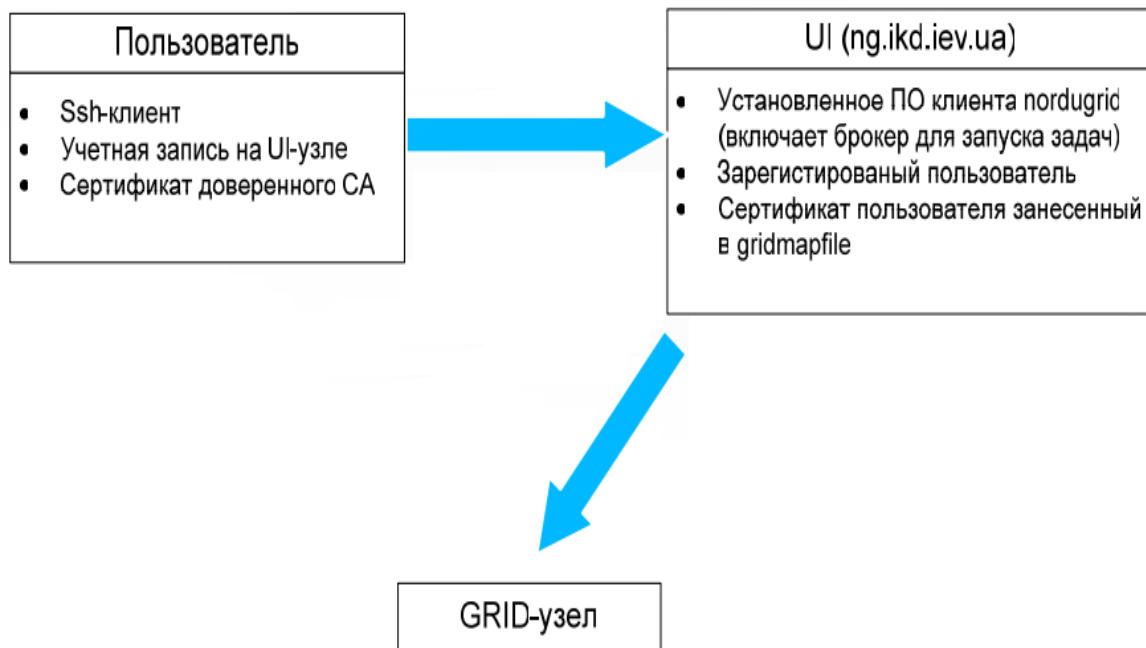 Пользователь
• Ssh-клиент
• Учетная запись на UI-узле
• Сертификат доверенного CA
UI (ng.ikd.iev.ua)
• Установленное ПО клиента nordugrid
(включает брокер для запуска задач)
• Зарегистированый пользователь
• Сертификат пользователя занесенный
в gridmapfile
GRID-узел